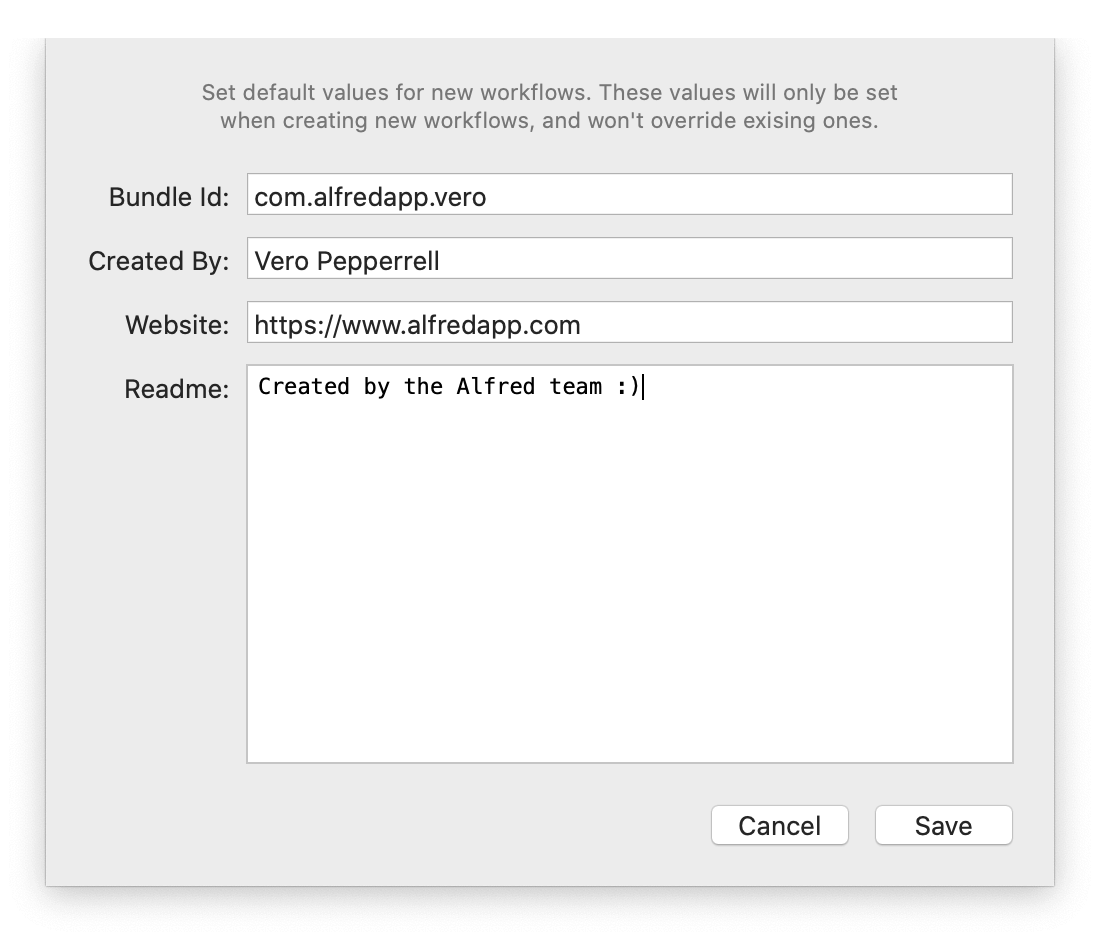 Set default values for new workflows. These values will only be set
when creating new workflows, and won't override exising ones.
Bundle Id: com.alfredapp.vero
Created By: Vero Pepperrell
Website: https://www.alfredapp.com
Readme: Created by the Alfred team :)
Cancel Save